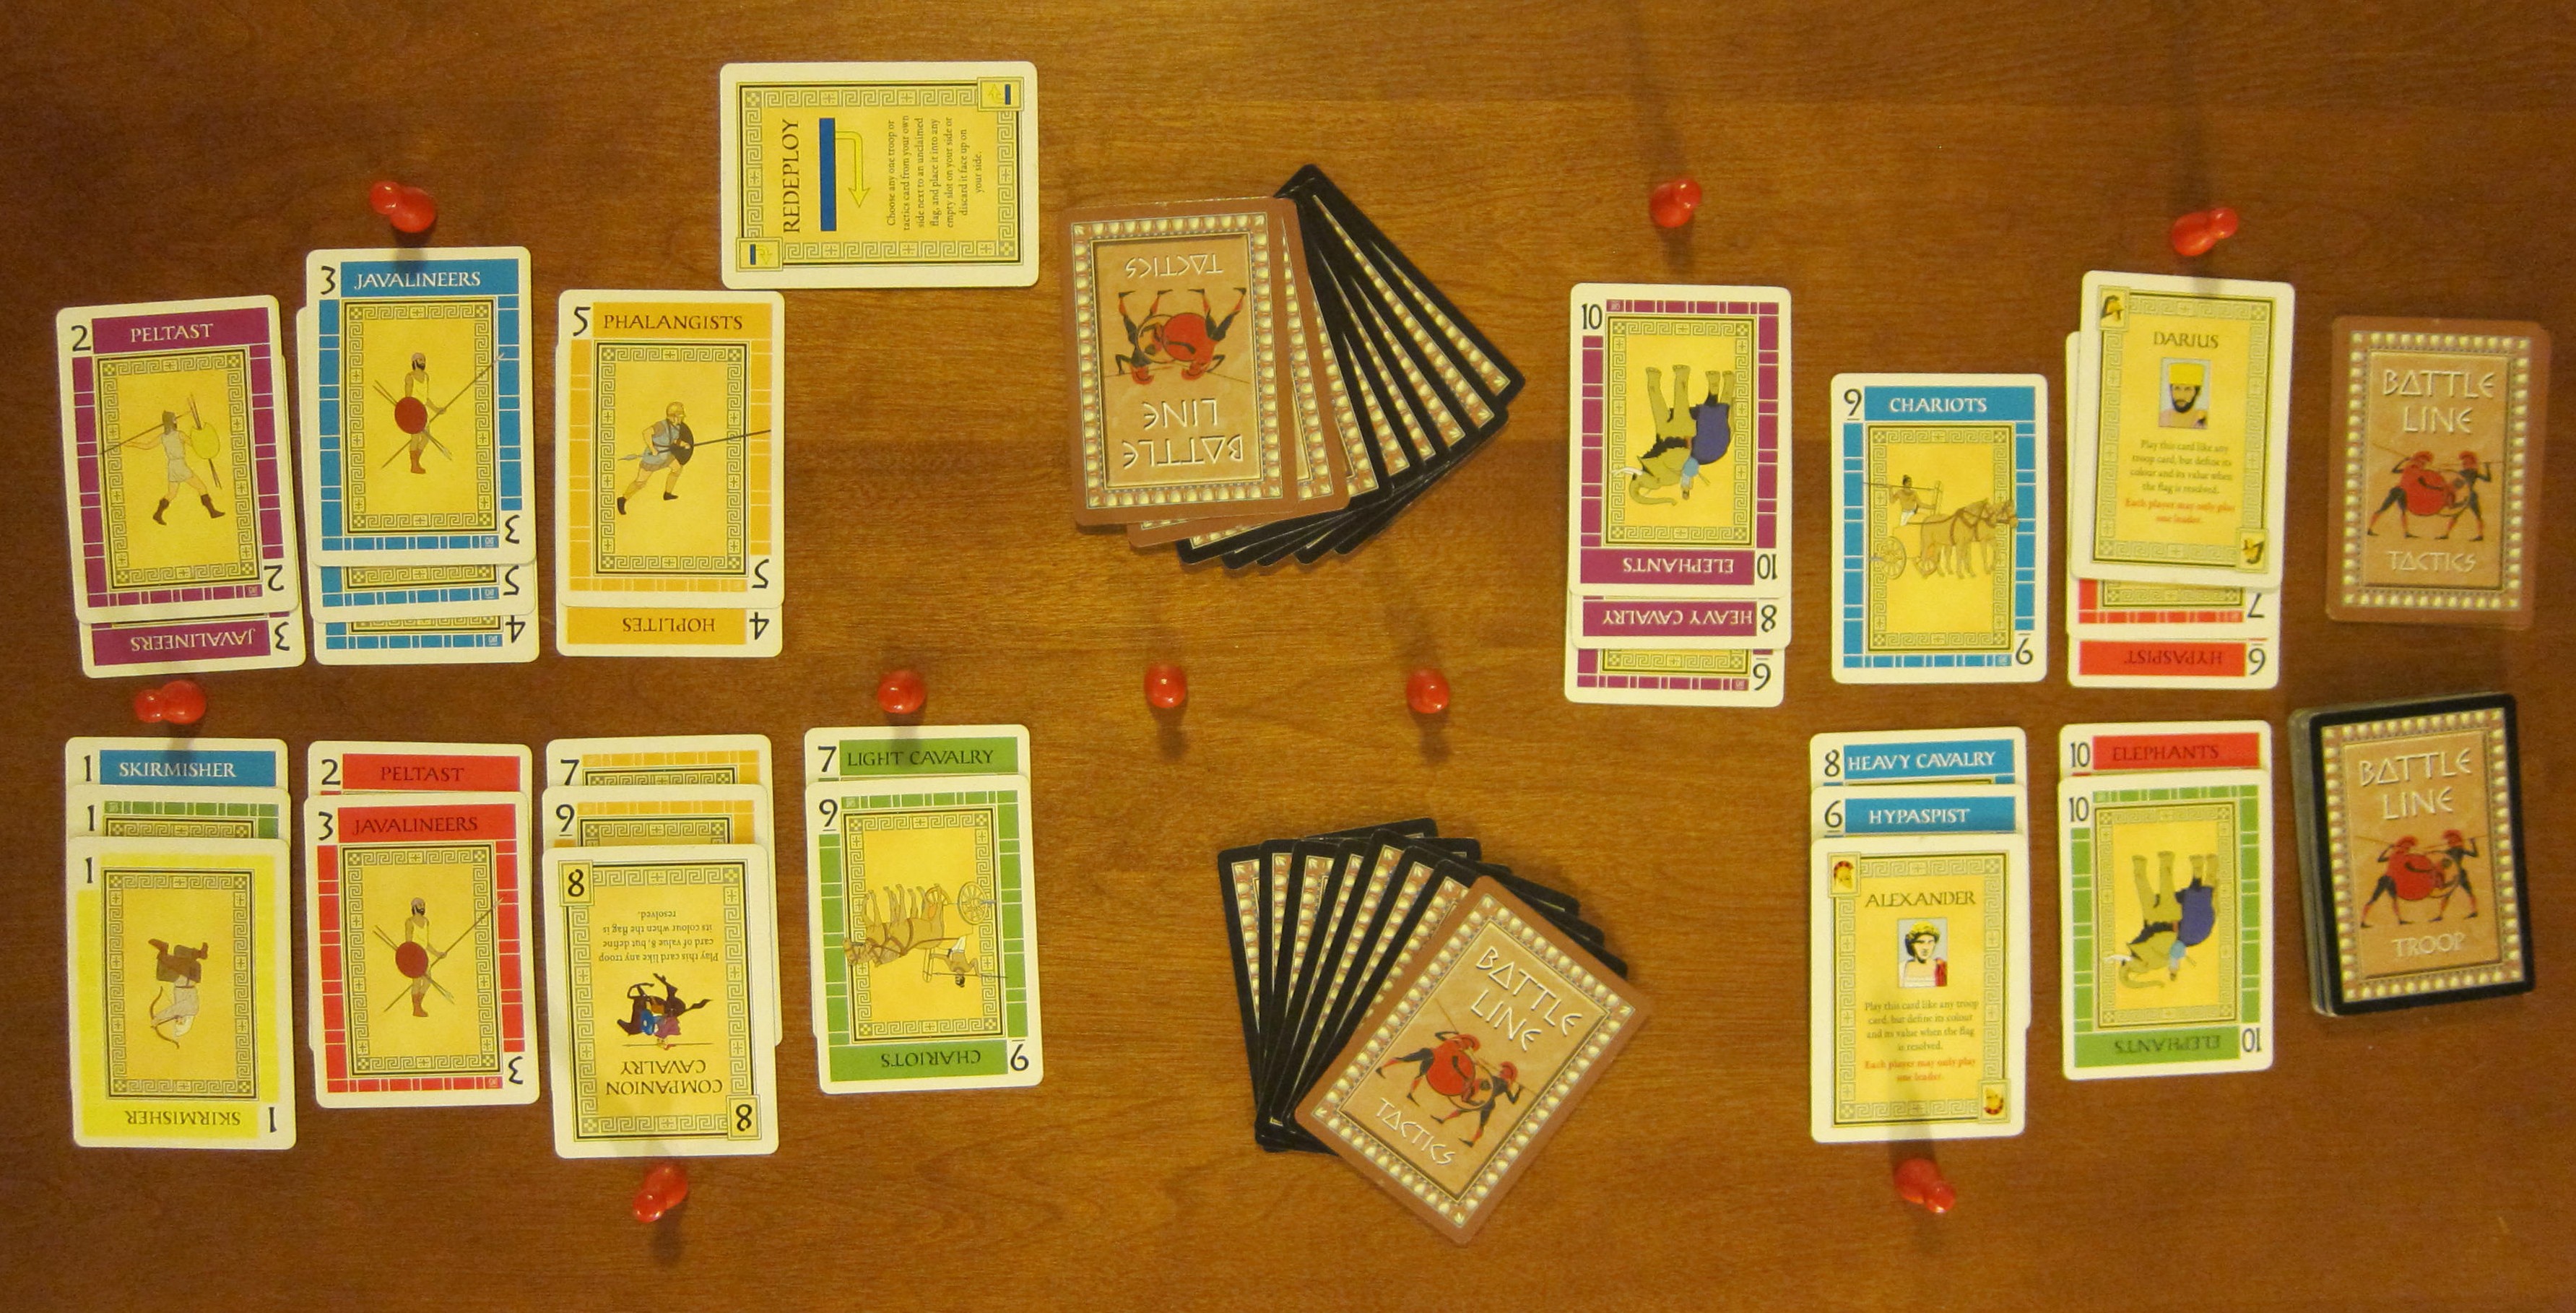 REDEPLOY
Choose any one troop or
tactics card from your own
side next to an unclaimed
flag, and place it into any
empty slot on your side or
discard it face up on
your side.
2 PELTAST
2
JAVALINEERS 3
3 JAVALINEERS
3
5
4
5 PHALANGISTS
5
HOPLITES 4
BATTLE
LINE
TACTICS
10
ELEPHANTS 10
HEAVY CAVALRY 8
6
9 CHARIOTS
9
DARIUS
Play this card like any
troop card, but define its
colour and its value when
the flag is resolved.
Each player may only play
one leader.
7
HYPASPIST 6
BATTLE
LINE
TACTICS
1 SKIRMISHER
1
1
SKIRMISHER 1
2 PELTAST
3 JAVALINEERS
3
7
9
8
COMPANION
CAVALRY
Play this card like any troop
card of value 8, but define
its colour when the flag is
resolved.
8
7 LIGHT CAVALRY
9
CHARIOTS 9
BATTLE
LINE
TACTICS
8 HEAVY CAVALRY
6 HYPASPIST
ALEXANDER
Play this card like any troop
card, but define its colour
and its value when the flag
is resolved.
Each player may only play
one leader.
10 ELEPHANTS
10
ELEPHANTS 10
BATTLE
LINE
TROOP